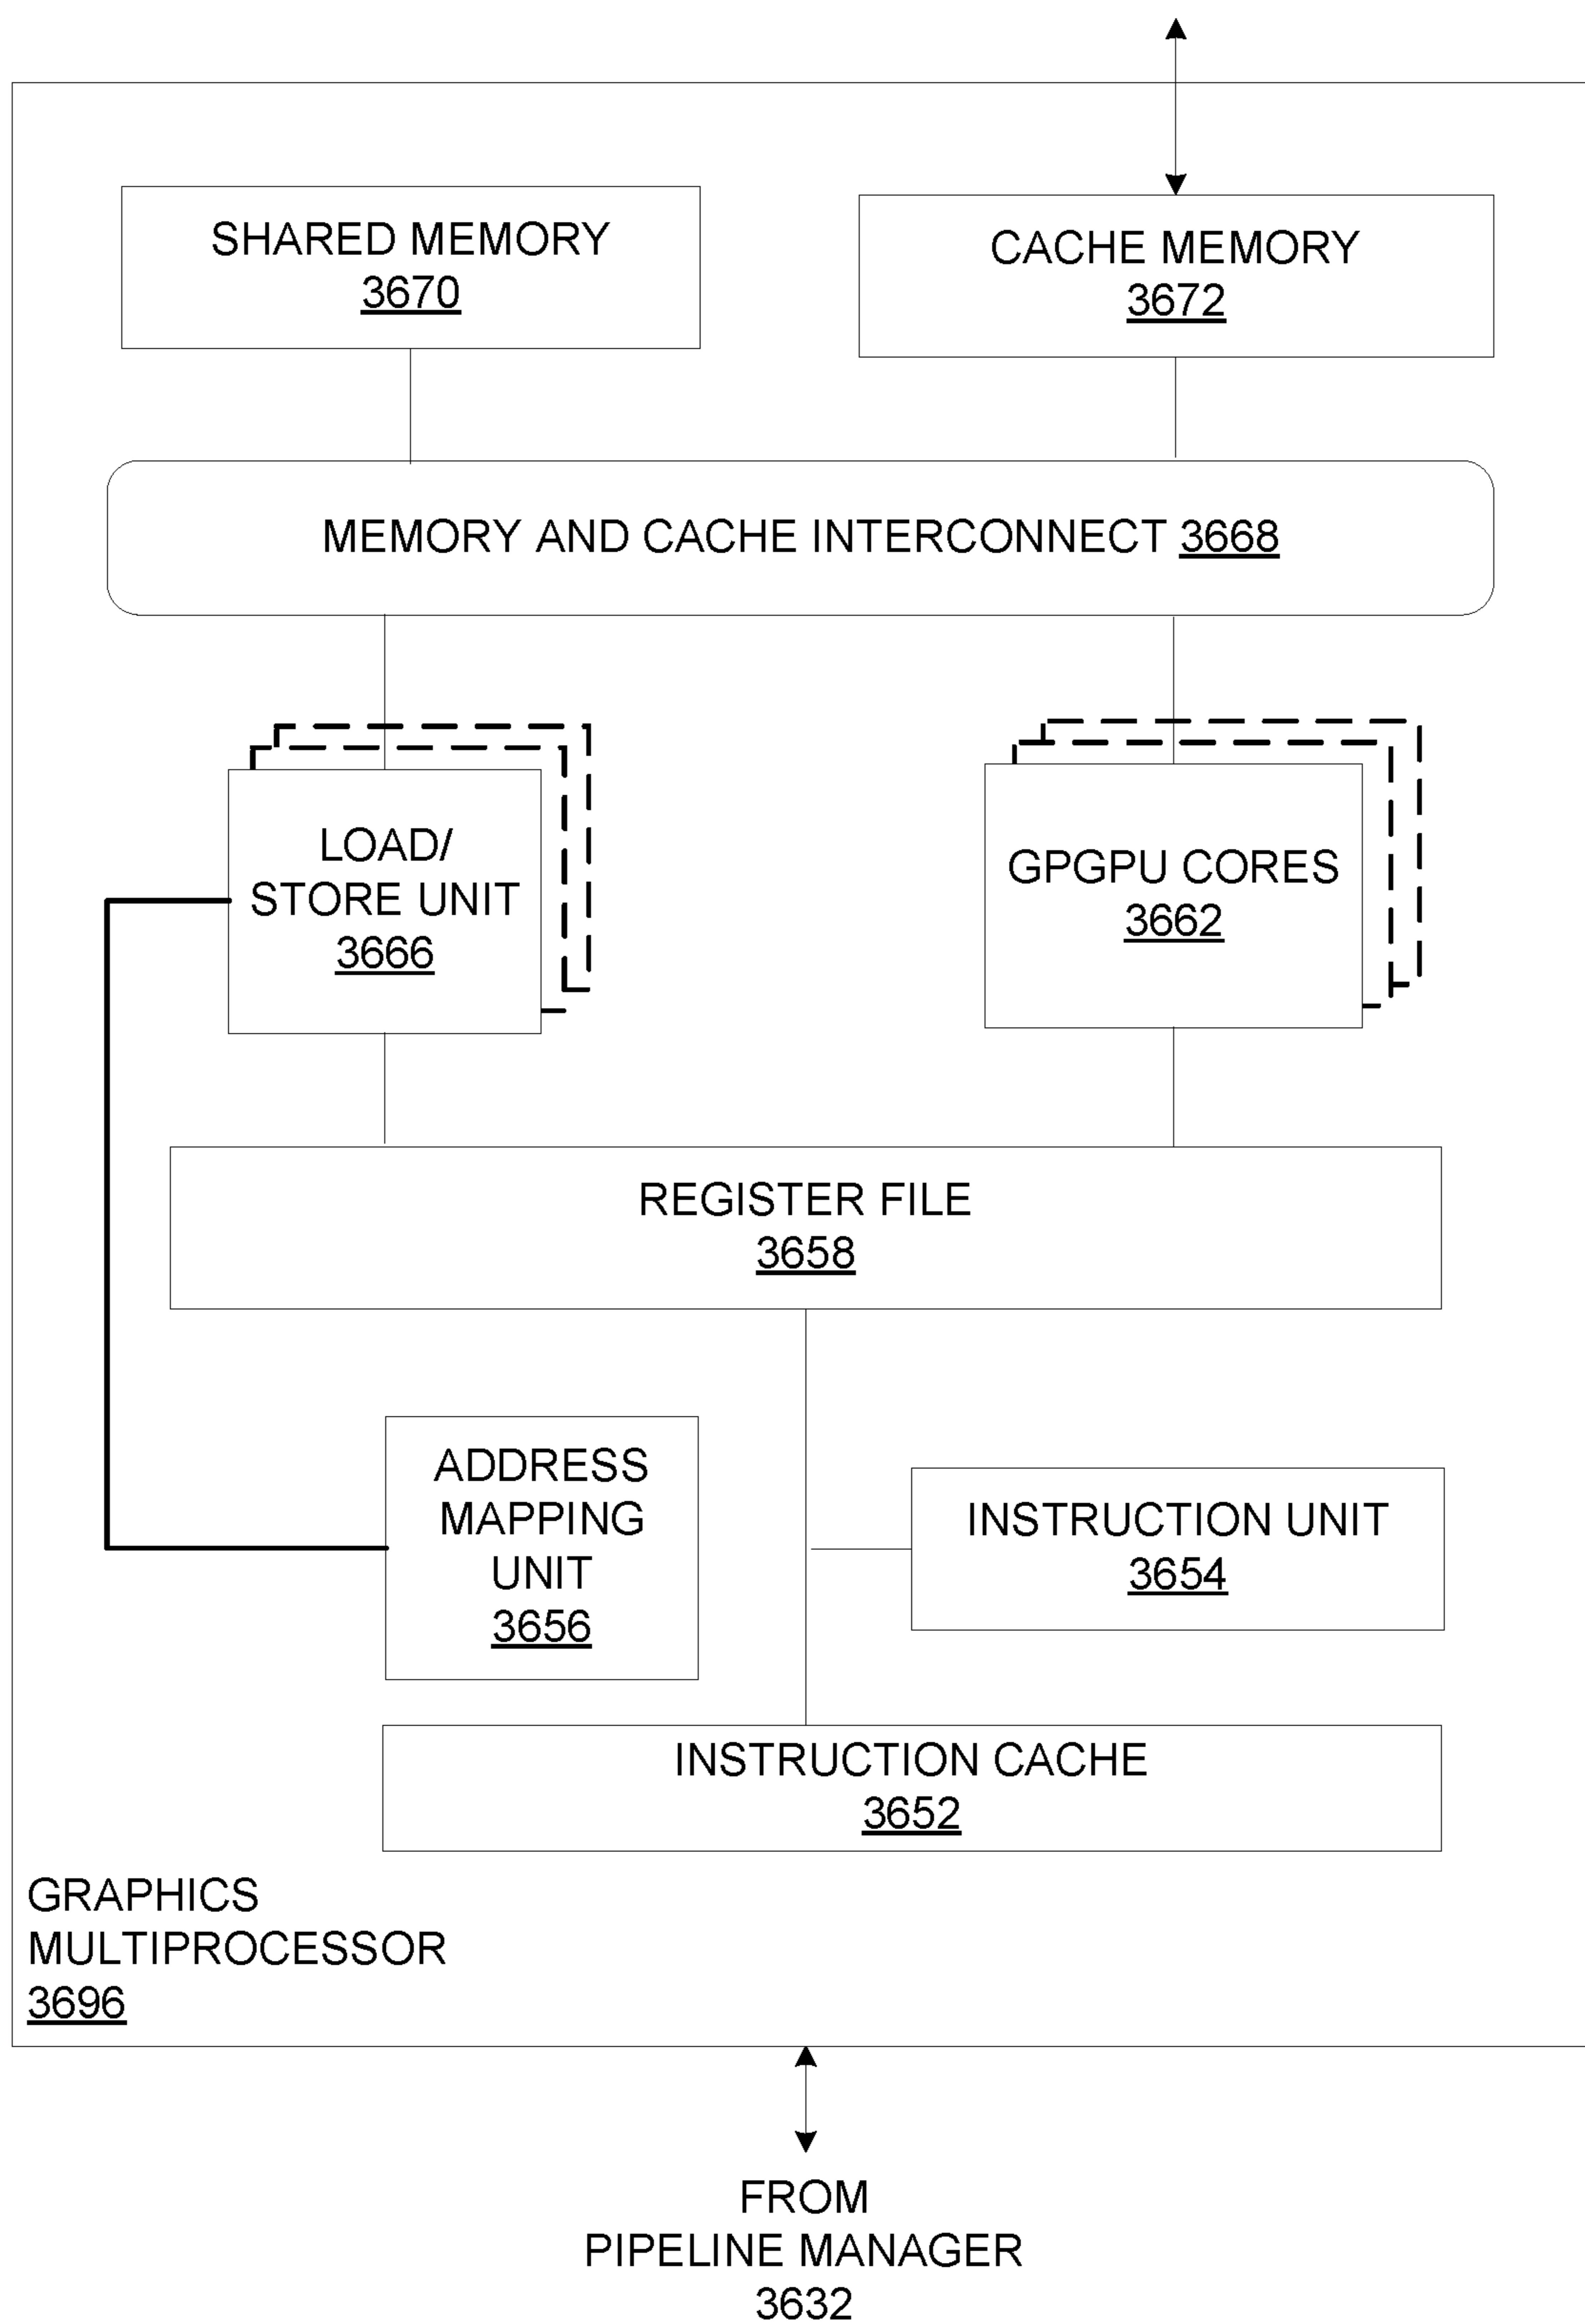 SHARED MEMORY
3670
CACHE MEMORY
3672
MEMORY AND CACHE INTERCONNECT 3668
LOAD/
STORE UNIT
3666
GPGPU CORES
3662
REGISTER FILE
3658
ADDRESS
MAPPING
UNIT
3656
INSTRUCTION UNIT
3654
INSTRUCTION CACHE
3652
GRAPHICS
MULTIPROCESSOR
3696
FROM
PIPELINE MANAGER
3632